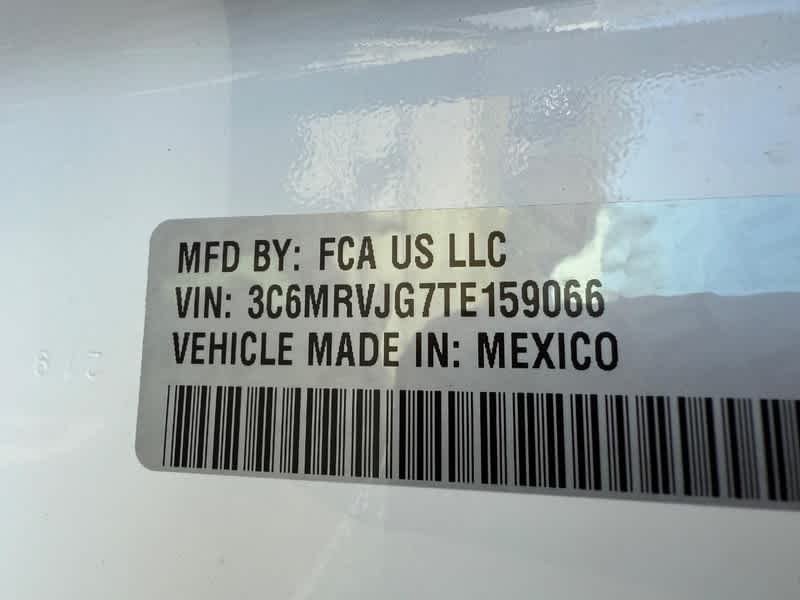 MFD BY: FCA US LLC
VIN: 3C6MRVJG7TE159066
VEHICLE MADE IN: MEXICO